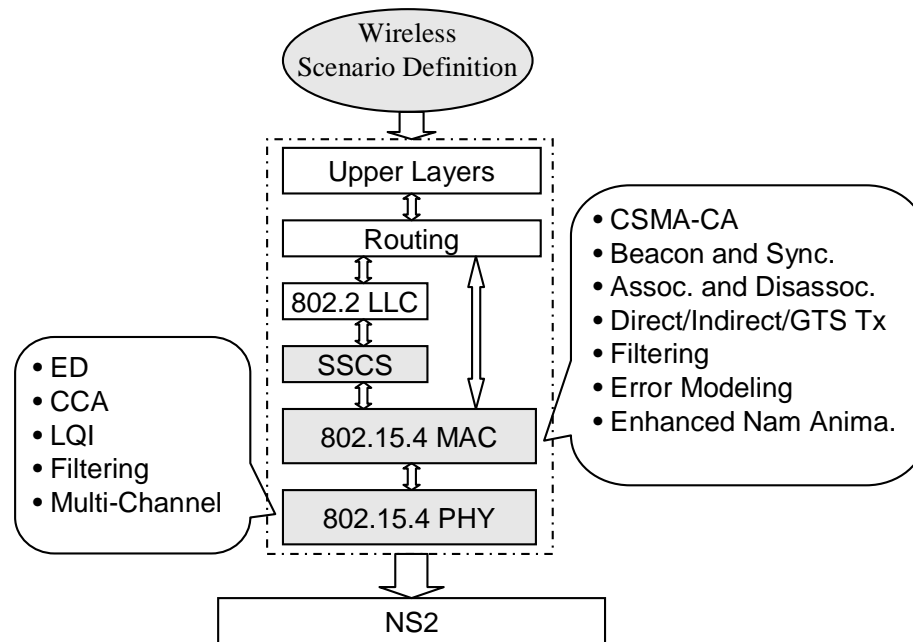 Wireless
Scenario Definition
Upper Layers
Routing
802.2 LLC
SSCS
802.15.4 MAC
802.15.4 PHY
NS2
• CSMA-CA
• Beacon and Sync.
• Assoc. and Disassoc.
• Direct/Indirect/GTS Tx
• Filtering
• Error Modeling
• Enhanced Nam Anima.
• ED
• CCA
• LQI
• Filtering
• Multi-Channel